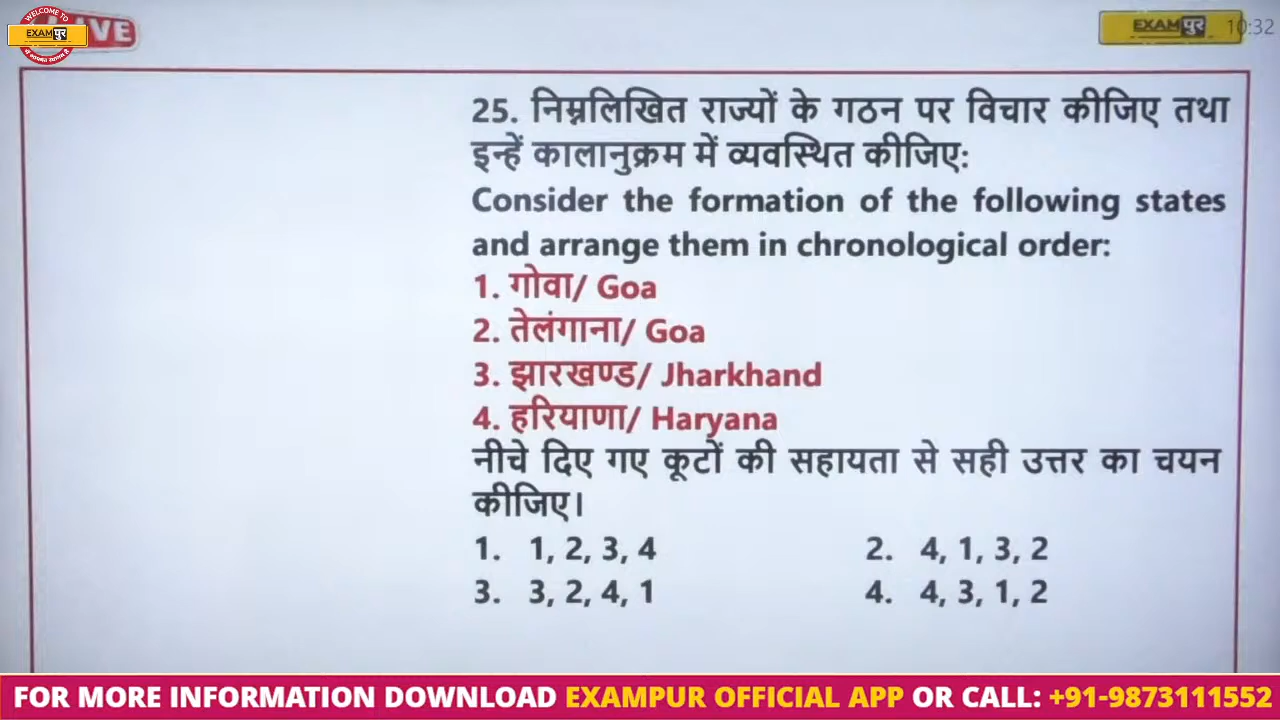 WELCOME TO
LIVE
EXAMपुर
EXAMपुर
10:32
25. निम्नलिखित राज्यों के गठन पर विचार कीजिए तथा
इन्हें कालानुक्रम में व्यवस्थित कीजिए:
Consider the formation of the following states
and arrange them in chronological order:
1. गोवा/ Goa
2. तेलंगाना/ Goa
3. झारखण्ड/ Jharkhand
4. हरियाणा/ Haryana
नीचे दिए गए कूटों की सहायता से सही उत्तर का चयन
कीजिए।
1. 1, 2, 3, 4 2. 4, 1, 3, 2
3. 3, 2, 4, 1 4. 4, 3, 1, 2
FOR MORE INFORMATION DOWNLOAD EXAMPUR OFFICIAL APP OR CALL: +91-9873111552